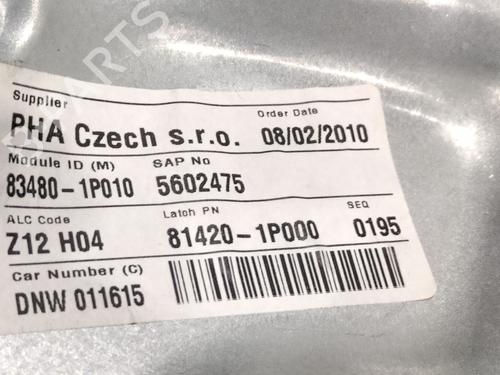 Supplier
Order Date
PHA Czech s.r.o. 08/02/2010
Module ID (M) SAP No
83480-1P010 5602475
ALC Code Latch PN SEQ
Z12 H04 81420-1P000 0195
Car Number (C)
DNW 011615